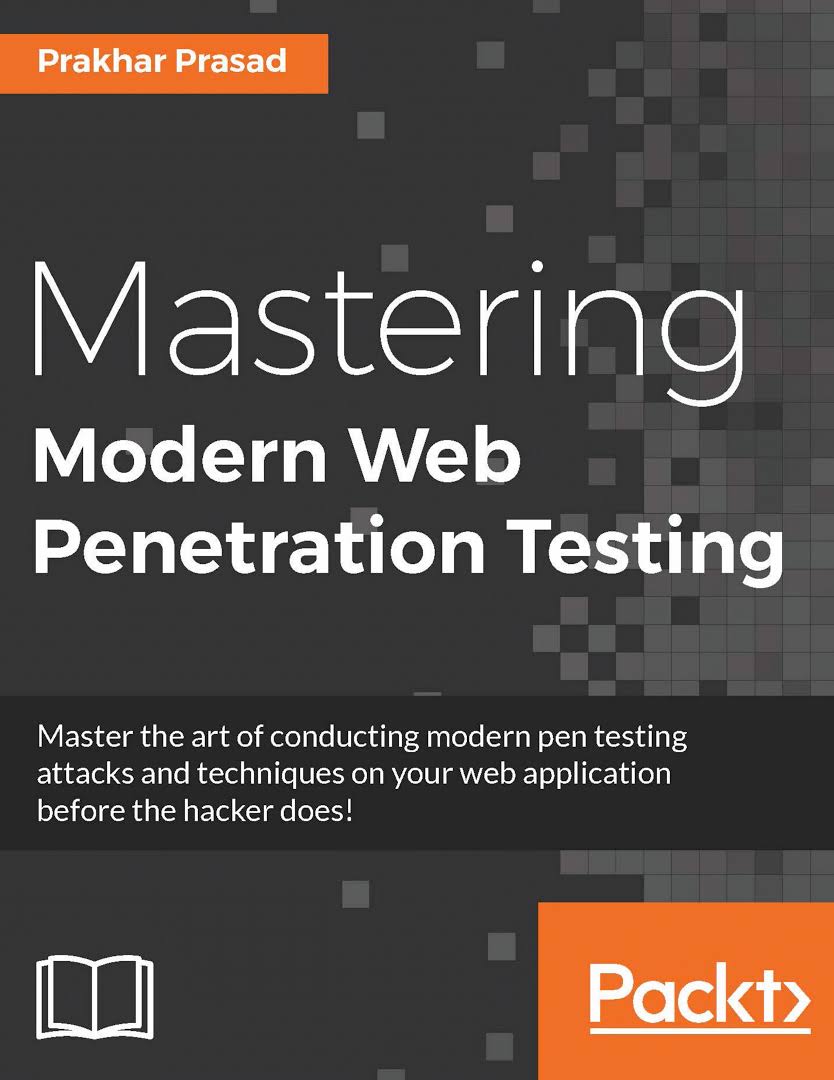 Prakhar Prasad
Mastering
Modern Web
Penetration Testing
Master the art of conducting modern pen testing
attacks and techniques on your web application
before the hacker does!
Packt>